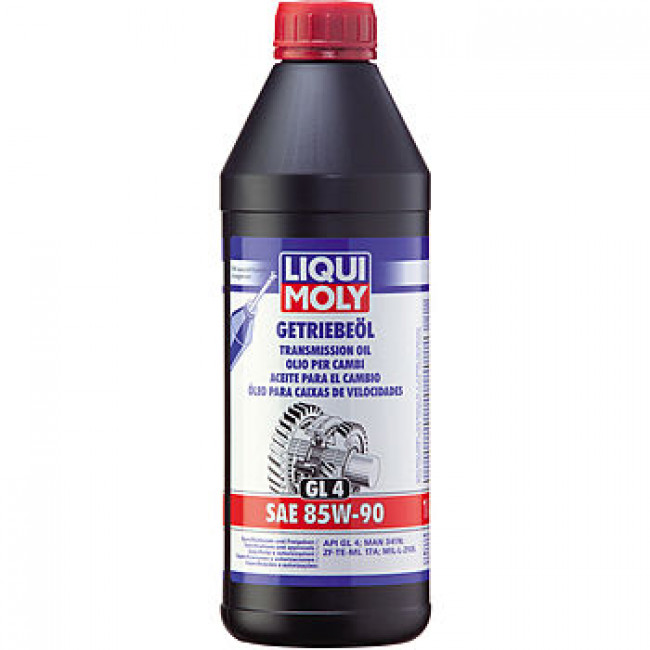 LIQUI
MOLY
GETRIEBEÖL
TRANSMISSION OIL
OLIO PER CAMBI
ACEITE PARA EL CAMBIO
ÓLEO PARA CAIXAS DE VELOCIDADES
GL 4
SAE 85W-90
API GL 4; MAN 341N;
ZF-TE-ML 17A; MIL-L-2105